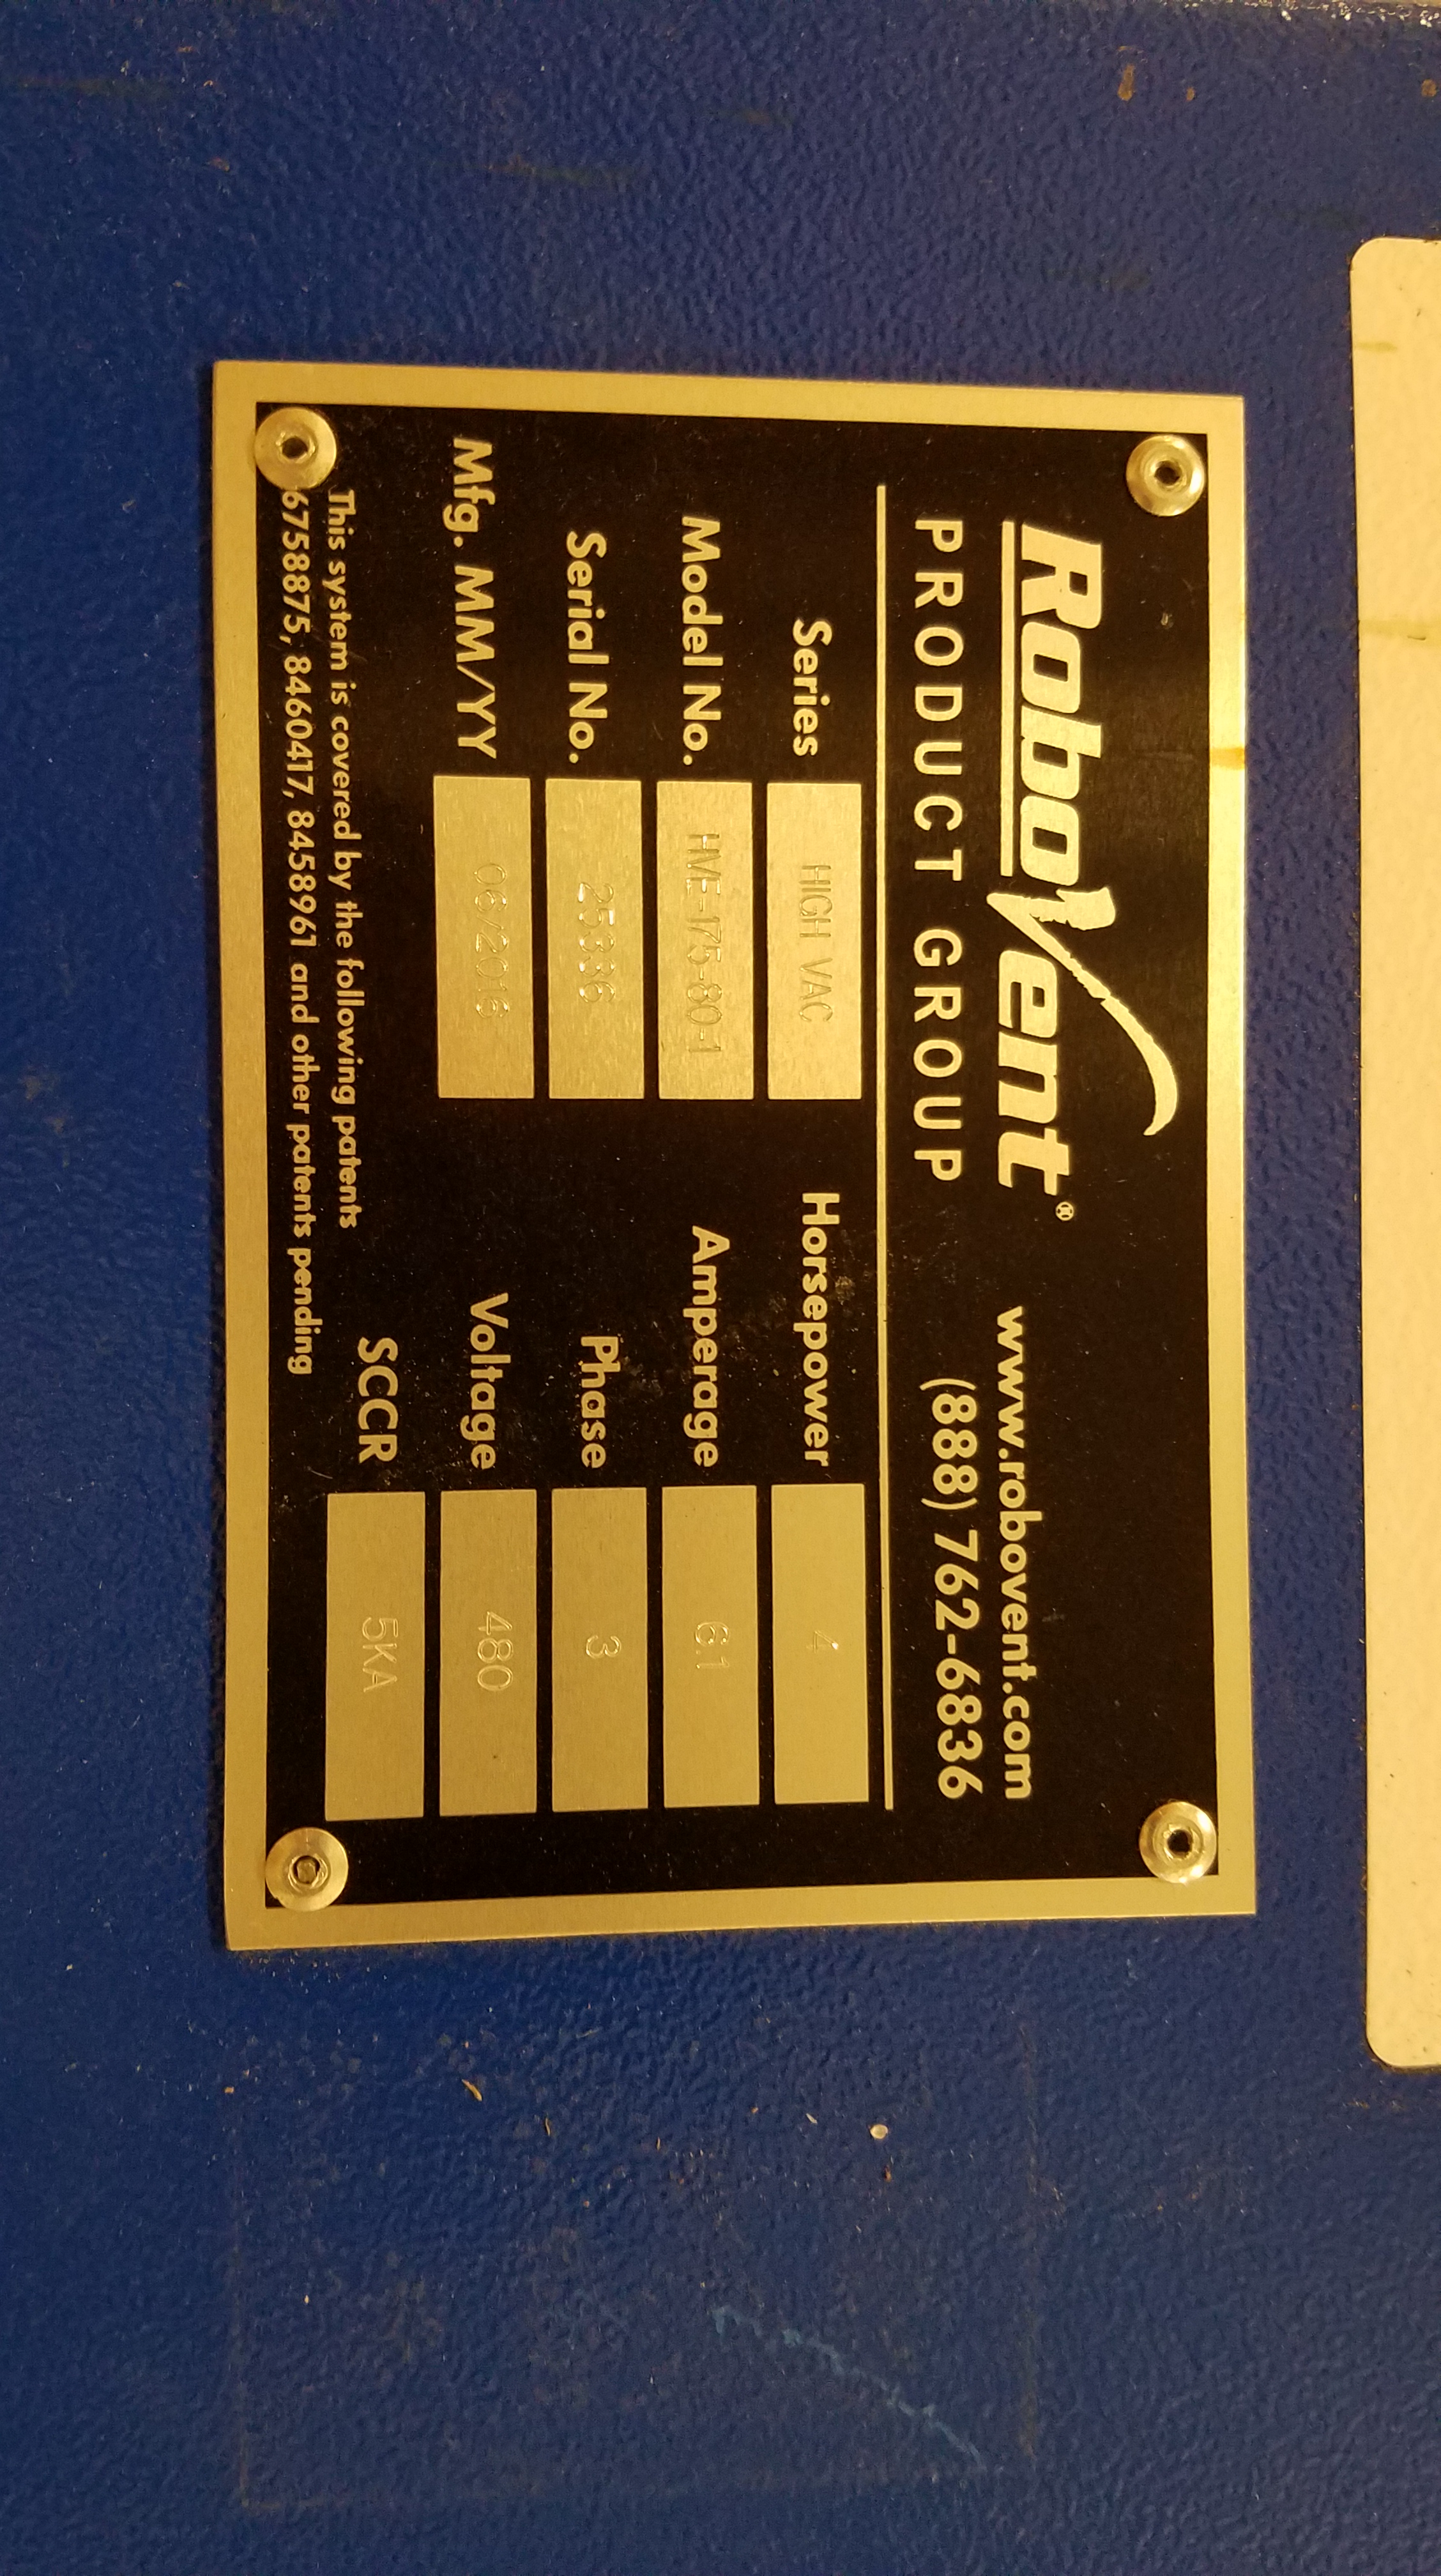 RoboVent®
PRODUCT GROUP
www.robovent.com
(888) 762-6836
Series HIGH VAC
Model No. HVE-175-80-1
Serial No. 25336
Mfg. MM/YY 06/2016
Horsepower 4
Amperage 6.1
Phase 3
Voltage 480
SCCR 5KA
This system is covered by the following patents
6758875, 8460417, 8458961 and other patents pending